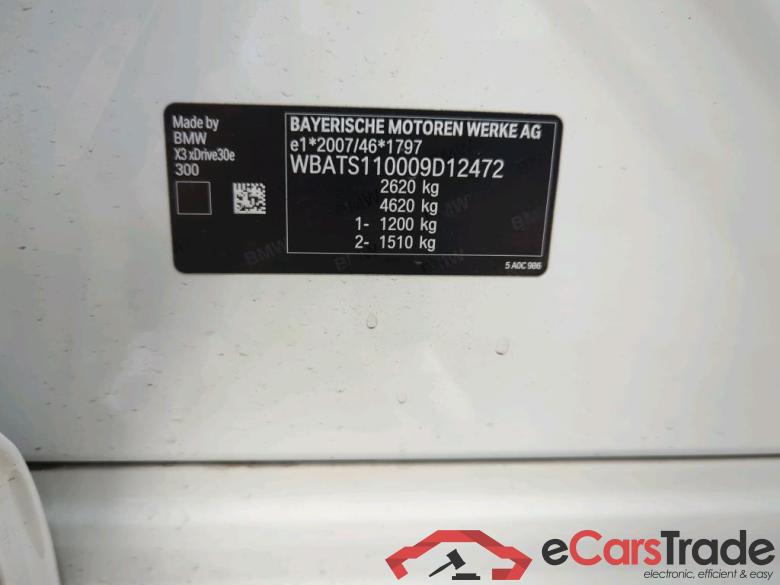 Made by
BMW
X3 xDrive30e
300
BAYERISCHE MOTOREN WERKE AG
e1*2007/46*1797
WBATS110009D12472
2620 kg
4620 kg
1- 1200 kg
2- 1510 kg
5 A0C 986
eCarsTrade
electronic, efficient & easy